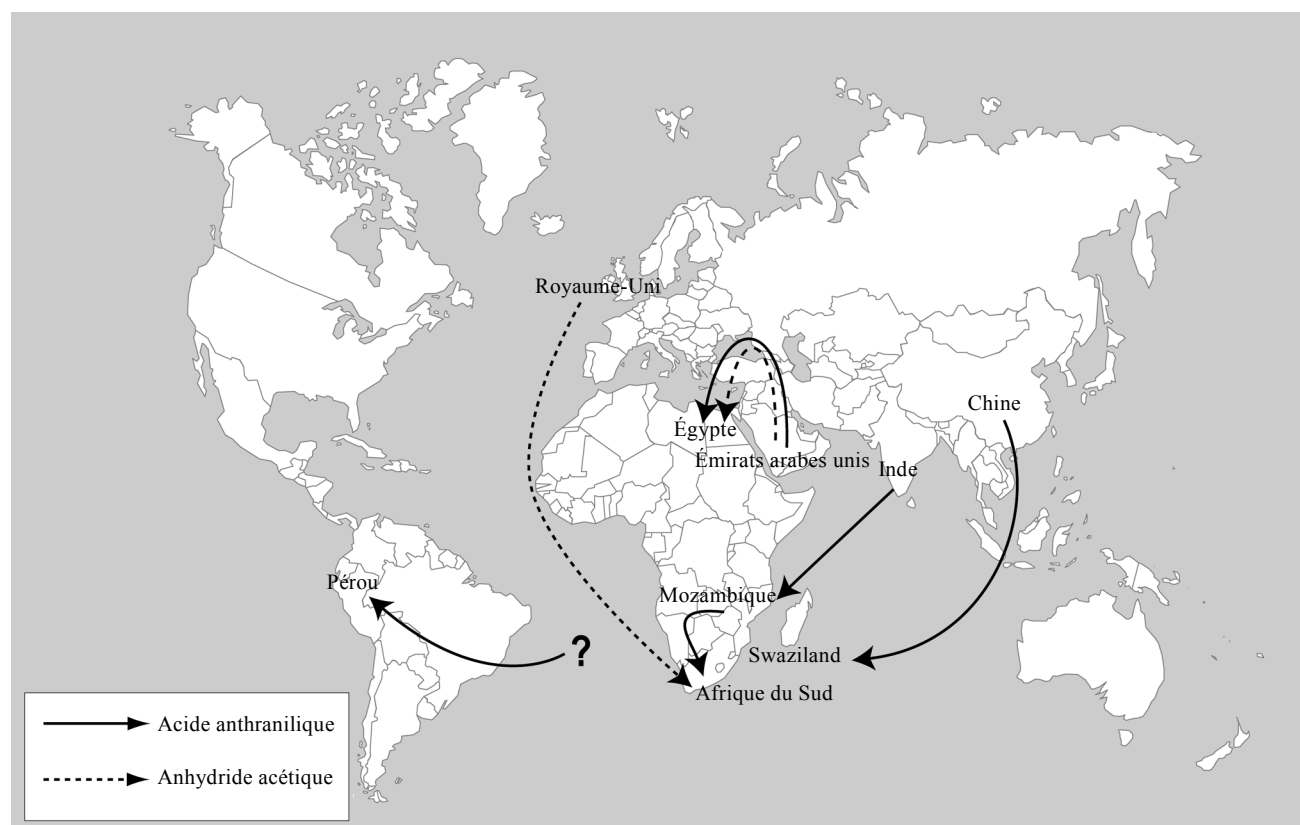 Royaume-Uni
Chine
Égypte
Émirats arabes unis
Inde
Pérou
Mozambique
?
Swaziland
Afrique du Sud
Acide anthranilique
Anhydride acétique